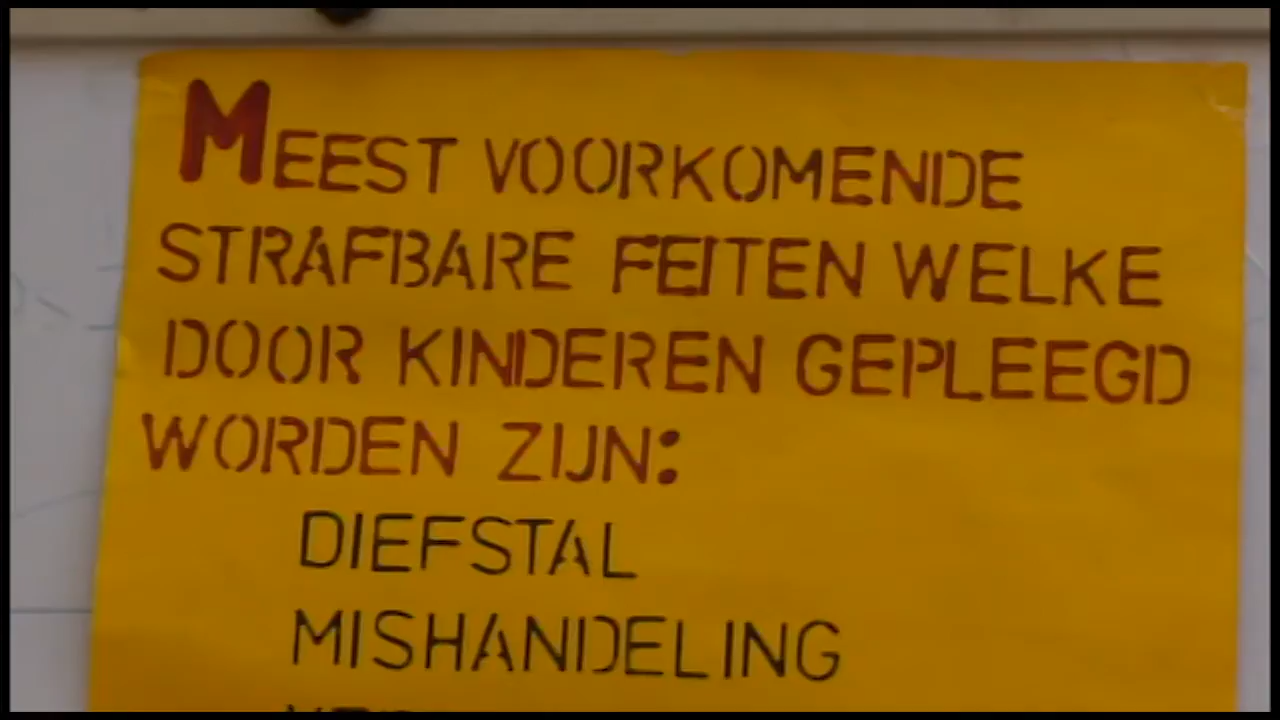 MEEST VOORKOMENDE
STRAFBARE FEITEN WELKE
DOOR KINDEREN GEPLEEGD
WORDEN ZIJN:
DIEFSTAL
MISHANDELING